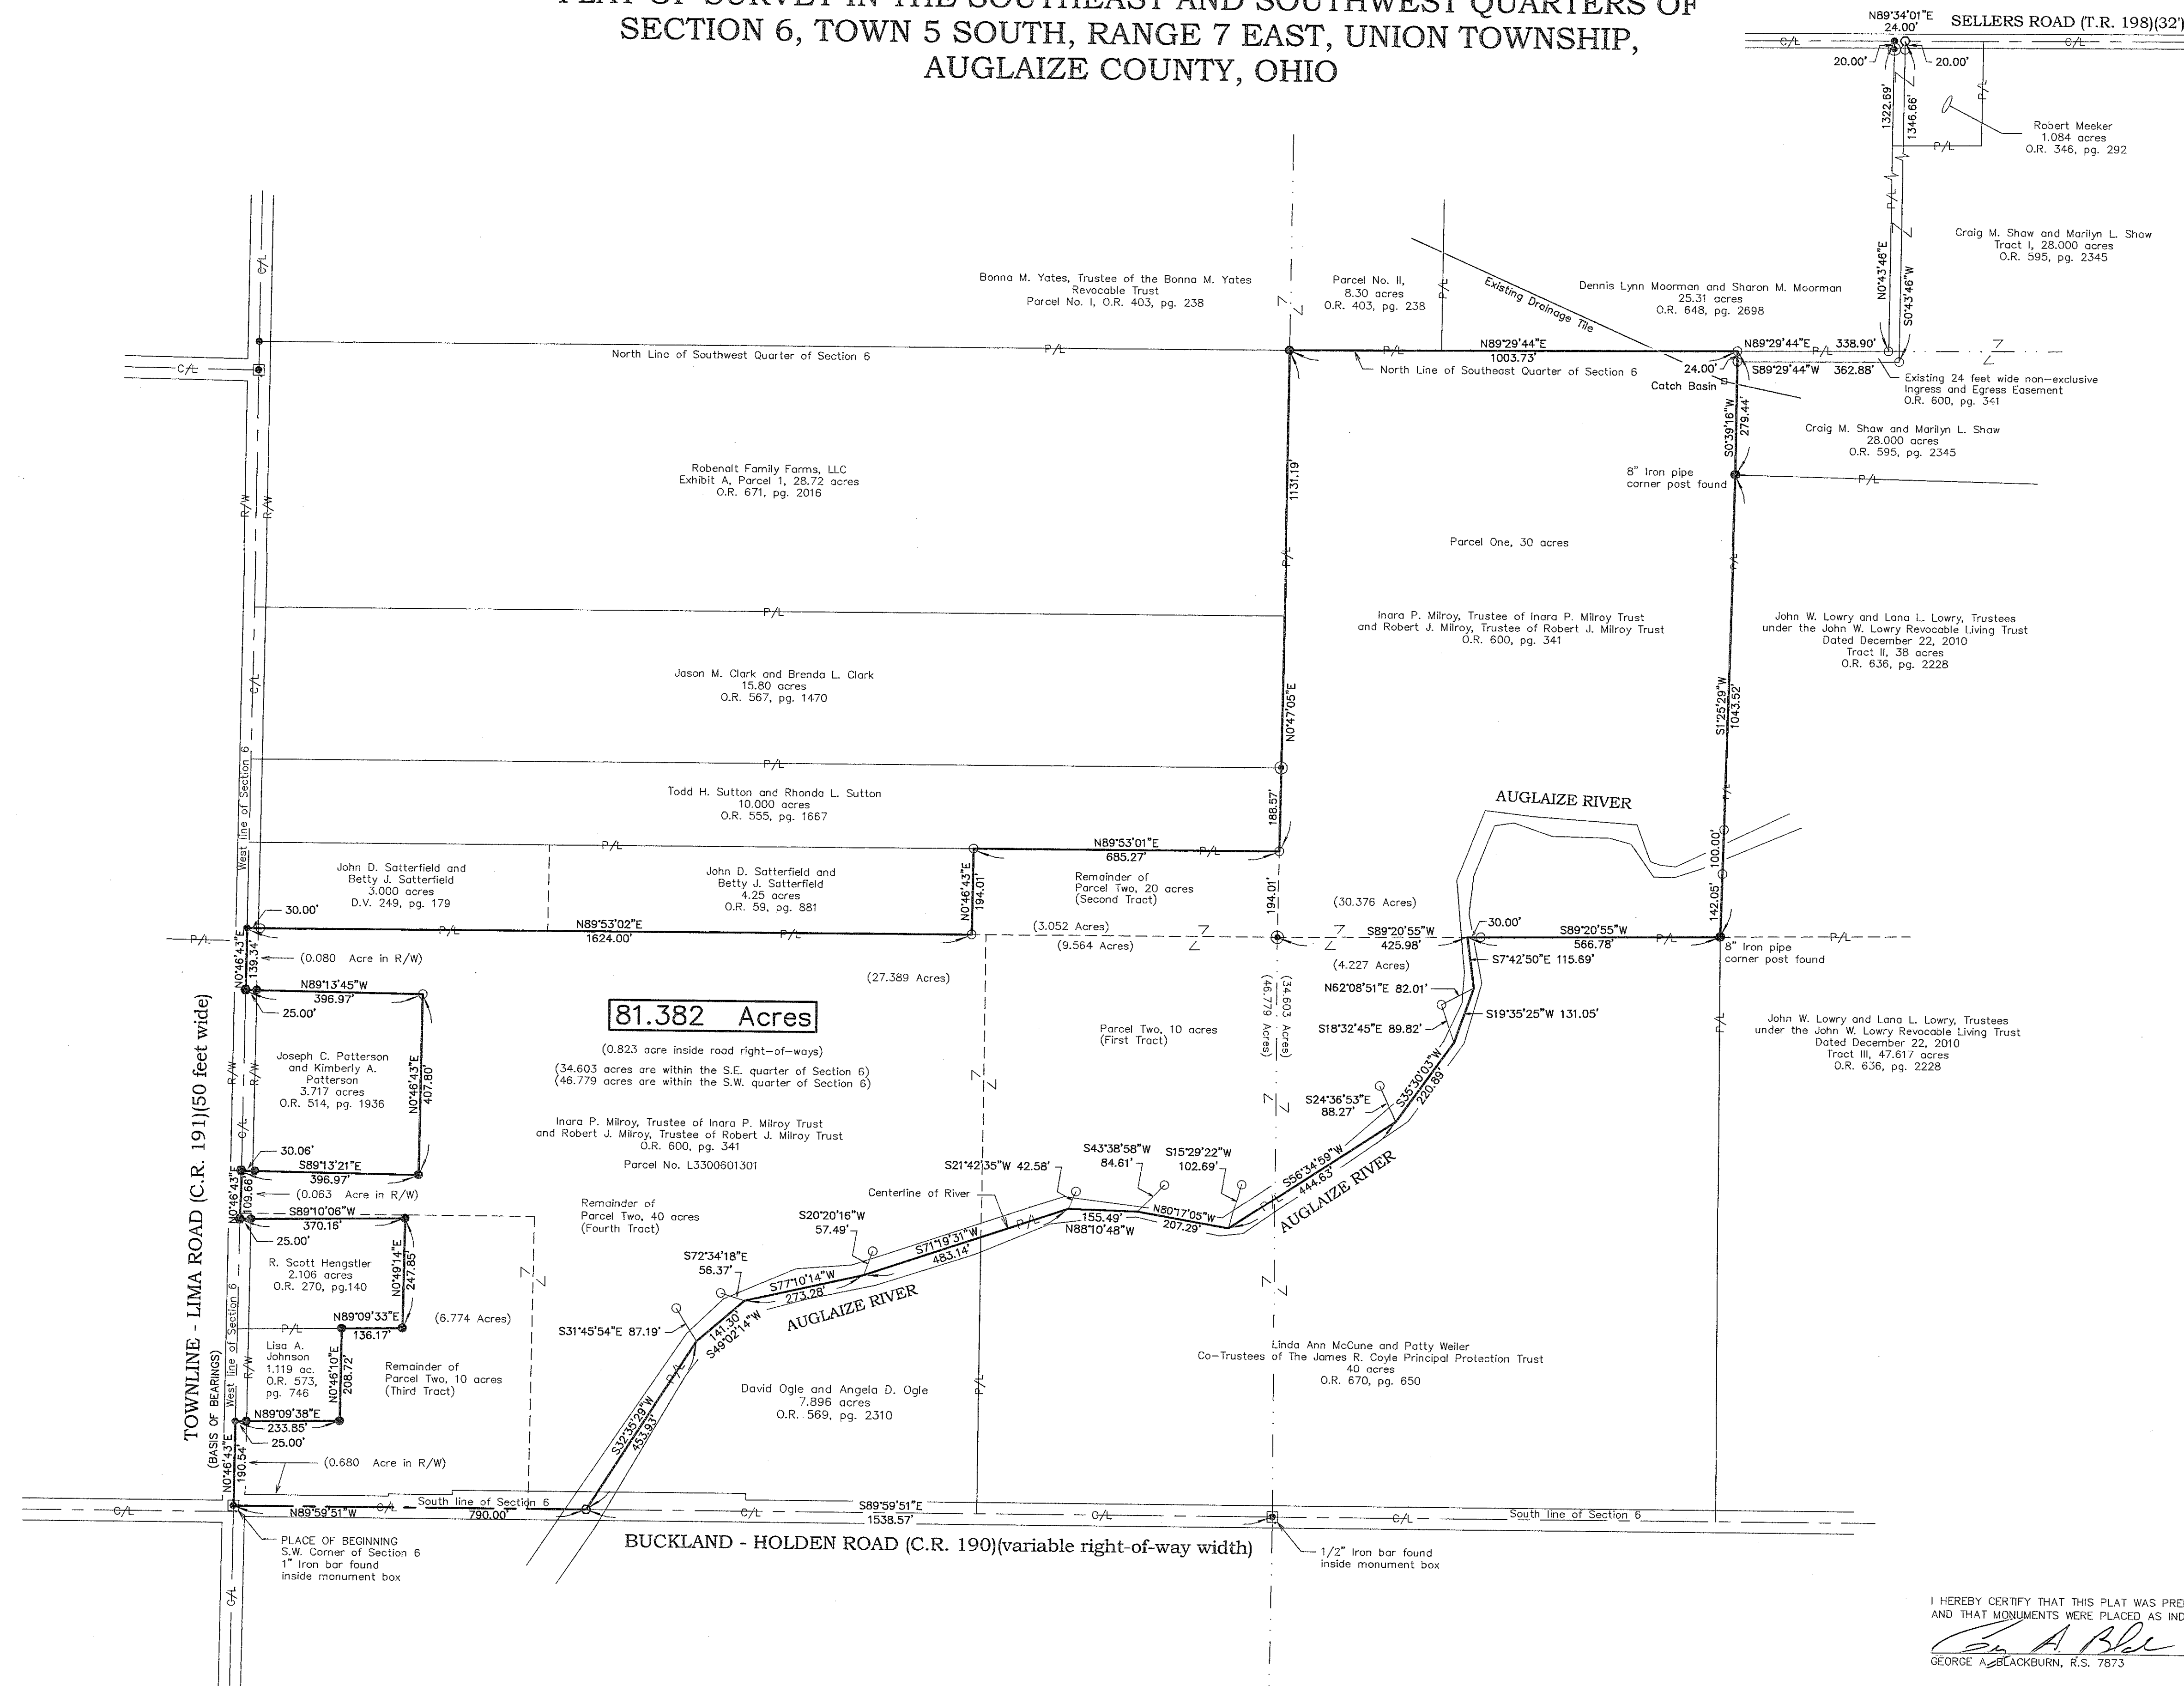 PLAT OF SURVEY IN THE SOUTHEAST AND SOUTHWEST QUARTERS OF
SECTION 6, TOWN 5 SOUTH, RANGE 7 EAST, UNION TOWNSHIP,
AUGLAIZE COUNTY, OHIO
N89°34'01"E
24.00'
SELLERS ROAD (T.R. 198)(32')
C/L
C/L
20.00'
20.00'
1322.69'
1346.66'
P/L
P/L
P/L
Robert Meeker
1.084 acres
O.R. 346, pg. 292
N0°43'46"E
S0°43'46"W
Craig M. Shaw and Marilyn L. Shaw
Tract I, 28.000 acres
O.R. 595, pg. 2345
Bonna M. Yates, Trustee of the Bonna M. Yates
Revocable Trust
Parcel No. I, O.R. 403, pg. 238
Parcel No. II,
8.30 acres
O.R. 403, pg. 238
P/L
Existing Drainage Tile
Dennis Lynn Moorman and Sharon M. Moorman
25.31 acres
O.R. 648, pg. 2698
C/L
C/L
North Line of Southwest Quarter of Section 6
P/L
P/L
N89°29'44"E
1003.73'
North Line of Southeast Quarter of Section 6
N89°29'44"E P/L 338.90'
24.00'
S89°29'44"W 362.88'
Catch Basin
Existing 24 feet wide non-exclusive
Ingress and Egress Easement
O.R. 600, pg. 341
S0°39'16"W
279.44'
Craig M. Shaw and Marilyn L. Shaw
28.000 acres
O.R. 595, pg. 2345
8" Iron pipe
corner post found
P/L
Robenalt Family Farms, LLC
Exhibit A, Parcel 1, 28.72 acres
O.R. 671, pg. 2016
R/W
R/W
1131.19'
P/L
Parcel One, 30 acres
P/L
P/L
Inara P. Milroy, Trustee of Inara P. Milroy Trust
and Robert J. Milroy, Trustee of Robert J. Milroy Trust
O.R. 600, pg. 341
John W. Lowry and Lana L. Lowry, Trustees
under the John W. Lowry Revocable Living Trust
Dated December 22, 2010
Tract II, 38 acres
O.R. 636, pg. 2228
Jason M. Clark and Brenda L. Clark
15.80 acres
O.R. 567, pg. 1470
C/L
N0°47'05"E
S1°25'29"W
1043.52'
P/L
West line of Section 6
Todd H. Sutton and Rhonda L. Sutton
10.000 acres
O.R. 555, pg. 1667
188.57'
AUGLAIZE RIVER
P/L
P/L
N89°53'01"E
685.27'
P/L
100.00'
142.05'
John D. Satterfield and
Betty J. Satterfield
3.000 acres
D.V. 249, pg. 179
John D. Satterfield and
Betty J. Satterfield
4.25 acres
O.R. 59, pg. 881
N0°46'43"E
194.01'
Remainder of
Parcel Two, 20 acres
(Second Tract)
194.01'
(30.376 Acres)
30.00'
P/L
P/L
N89°53'02"E
1624.00'
P/L
(3.052 Acres)
(9.564 Acres)
S89°20'55"W
425.98'
30.00'
S89°20'55"W
566.78'
P/L
P/L
8" Iron pipe
corner post found
N0°46'43"E
139.34'
(0.080 Acre in R/W)
(27.389 Acres)
(4.227 Acres)
S7°42'50"E 115.69'
N89°13'45"W
396.97'
25.00'
81.382 Acres
(0.823 acre inside road right-of-ways)
(34.603 acres are within the S.E. quarter of Section 6)
(46.779 acres are within the S.W. quarter of Section 6)
(34.603 Acres)
(46.779 Acres)
N62°08'51"E 82.01'
S19°35'25"W 131.05'
S18°32'45"E 89.82'
Parcel Two, 10 acres
(First Tract)
P/L
John W. Lowry and Lana L. Lowry, Trustees
under the John W. Lowry Revocable Living Trust
Dated December 22, 2010
Tract III, 47.617 acres
O.R. 636, pg. 2228
Joseph C. Patterson
and Kimberly A.
Patterson
3.717 acres
O.R. 514, pg. 1936
R/W
R/W
N0°46'43"E
407.80'
S35°30'03"W
220.89'
S24°36'53"E
88.27'
Inara P. Milroy, Trustee of Inara P. Milroy Trust
and Robert J. Milroy, Trustee of Robert J. Milroy Trust
O.R. 600, pg. 341
Parcel No. L3300601301
C/L
30.06'
S89°13'21"E
396.97'
N0°46'43"E
109.66'
(0.063 Acre in R/W)
S21°42'35"W 42.58'
S43°38'58"W
84.61'
S15°29'22"W
102.69'
S56°34'59"W
444.63'
P/L
AUGLAIZE RIVER
Centerline of River
S89°10'06"W
370.16'
25.00'
Remainder of
Parcel Two, 40 acres
(Fourth Tract)
S20°20'16"W
57.49'
P/L
155.49'
N88°10'48"W
N80°17'05"W
207.29'
S71°19'31"W
483.14'
S72°34'18"E
56.37'
S77°10'14"W
273.28'
AUGLAIZE RIVER
R. Scott Hengstler
2.106 acres
O.R. 270, pg.140
N0°49'14"E
247.85'
TOWNLINE - LIMA ROAD (C.R. 191)(50 feet wide)
(BASIS OF BEARINGS)
West line of Section 6
P/L
N89°09'33"E
136.17'
(6.774 Acres)
S31°45'54"E 87.19'
141.30'
S49°02'14"W
Lisa A.
Johnson
1.119 ac.
O.R. 573,
pg. 746
R/W
N0°46'10"E
208.72'
Remainder of
Parcel Two, 10 acres
(Third Tract)
P/L
Linda Ann McCune and Patty Weiler
Co-Trustees of The James R. Coyle Principal Protection Trust
40 acres
O.R. 670, pg. 650
David Ogle and Angela D. Ogle
7.896 acres
O.R. 569, pg. 2310
P/L
N89°09'38"E
233.85'
25.00'
S32°35'29"W
453.93'
N0°46'43"E
190.54'
(0.680 Acre in R/W)
C/L
N89°59'51"W
C/L
South line of Section 6
790.00'
C/L
S89°59'51"E
1538.57'
C/L
C/L
South line of Section 6
BUCKLAND - HOLDEN ROAD (C.R. 190)(variable right-of-way width)
PLACE OF BEGINNING
S.W. Corner of Section 6
1" Iron bar found
inside monument box
1/2" Iron bar found
inside monument box
C/L
I HEREBY CERTIFY THAT THIS PLAT WAS PRE
AND THAT MONUMENTS WERE PLACED AS IND
GEORGE A. BLACKBURN, R.S. 7873